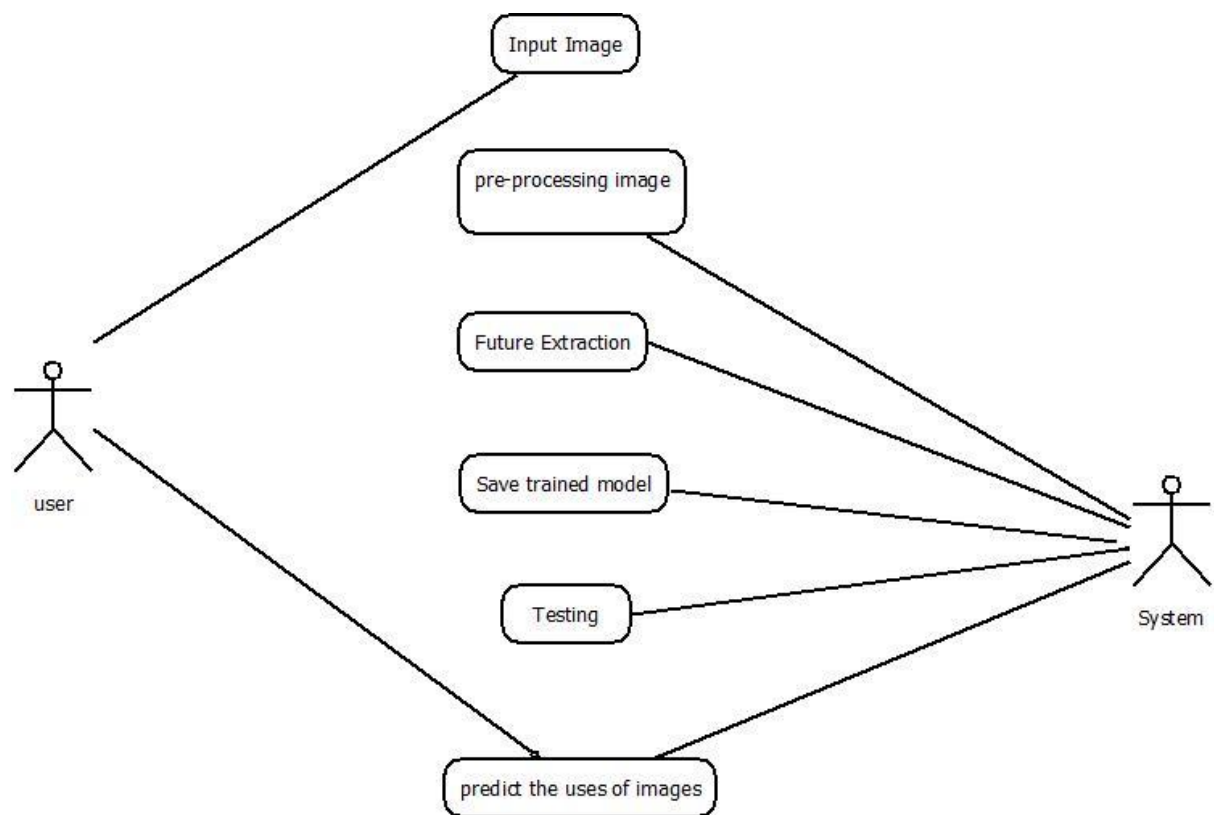 Input Image
pre-processing image
Future Extraction
Save trained model
user
Testing
System
predict the uses of images